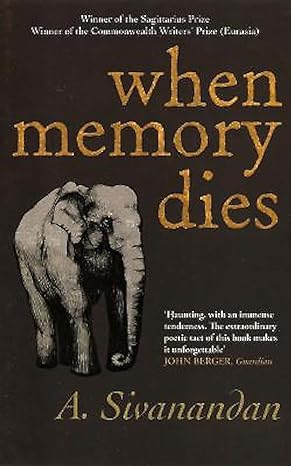 Winner of the Sagittarius Prize
Winner of the Commonwealth Writers' Prize (Eurasia)
when
memory
dies
'Haunting, with an immense
tenderness. The extraordinary
poetic tact of this book makes
it unforgettable'
JOHN BERGER, Guardian
A. Sivanandan